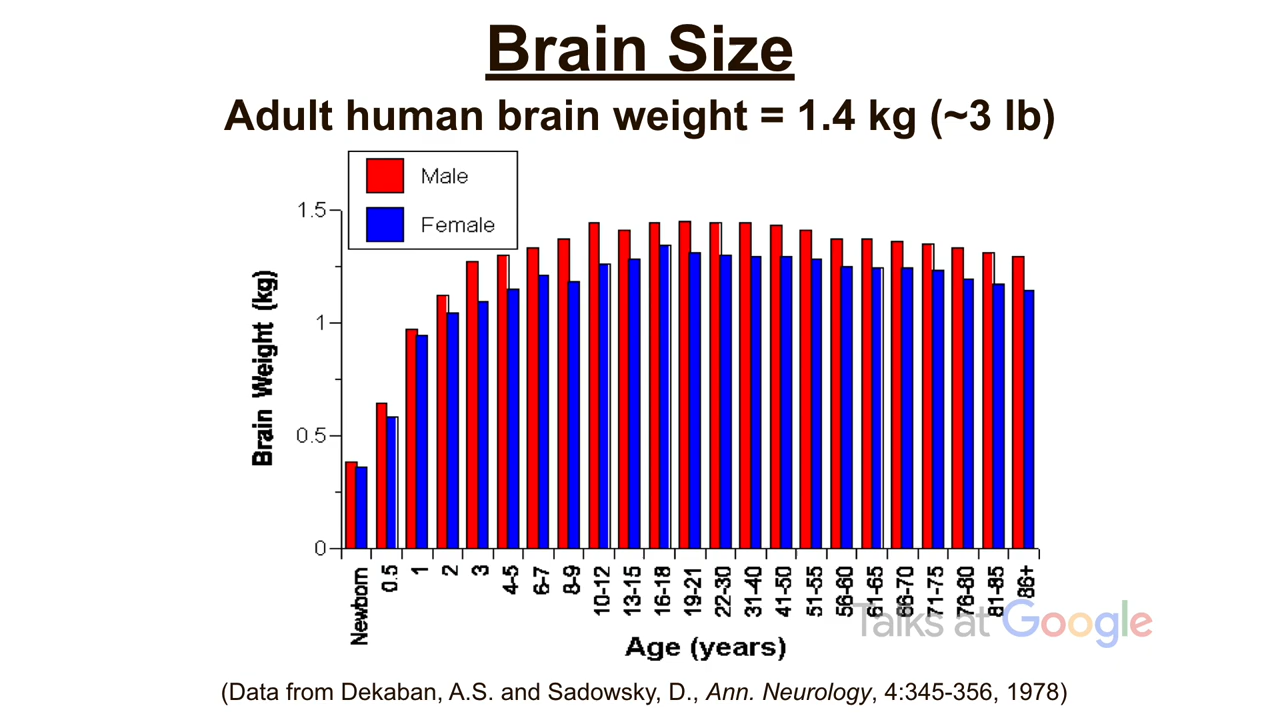 Brain Size
Adult human brain weight = 1.4 kg (~3 lb)
Male
Female
1.5
1
0.5
0
Brain Weight (kg)
Newborn
0.5
1
2
3
4-5
6-7
8-9
10-12
13-15
16-18
19-21
22-30
31-40
41-50
51-55
56-60
61-65
66-70
71-75
76-80
81-85
86+
Age (years)
Talks at Google
(Data from Dekaban, A.S. and Sadowsky, D., Ann. Neurology, 4:345-356, 1978)